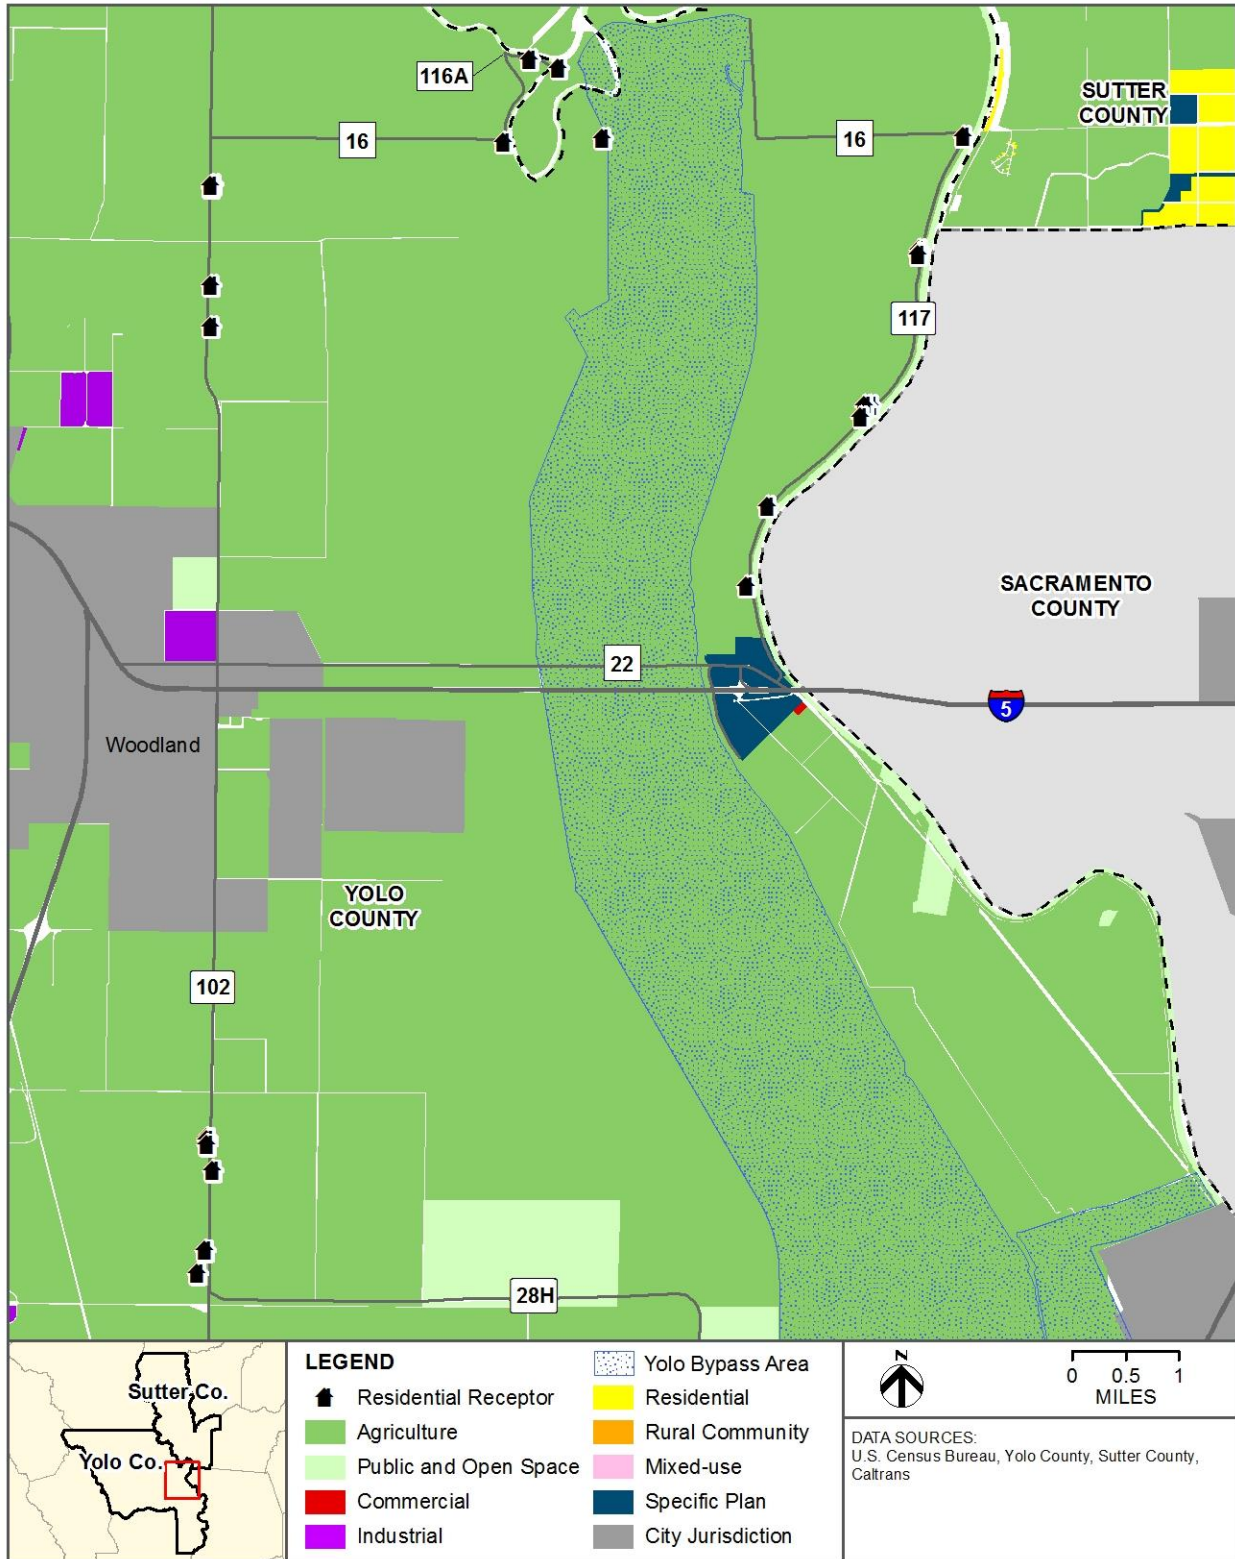 116A
SUTTER
COUNTY
16
16
117
SACRAMENTO
COUNTY
22
5
Woodland
YOLO
COUNTY
102
28H
Sutter Co.
Yolo Co.
LEGEND
Residential Receptor
Agriculture
Public and Open Space
Commercial
Industrial
Yolo Bypass Area
Residential
Rural Community
Mixed-use
Specific Plan
City Jurisdiction
N
0 0.5 1
MILES
DATA SOURCES:
U.S. Census Bureau, Yolo County, Sutter County,
Caltrans